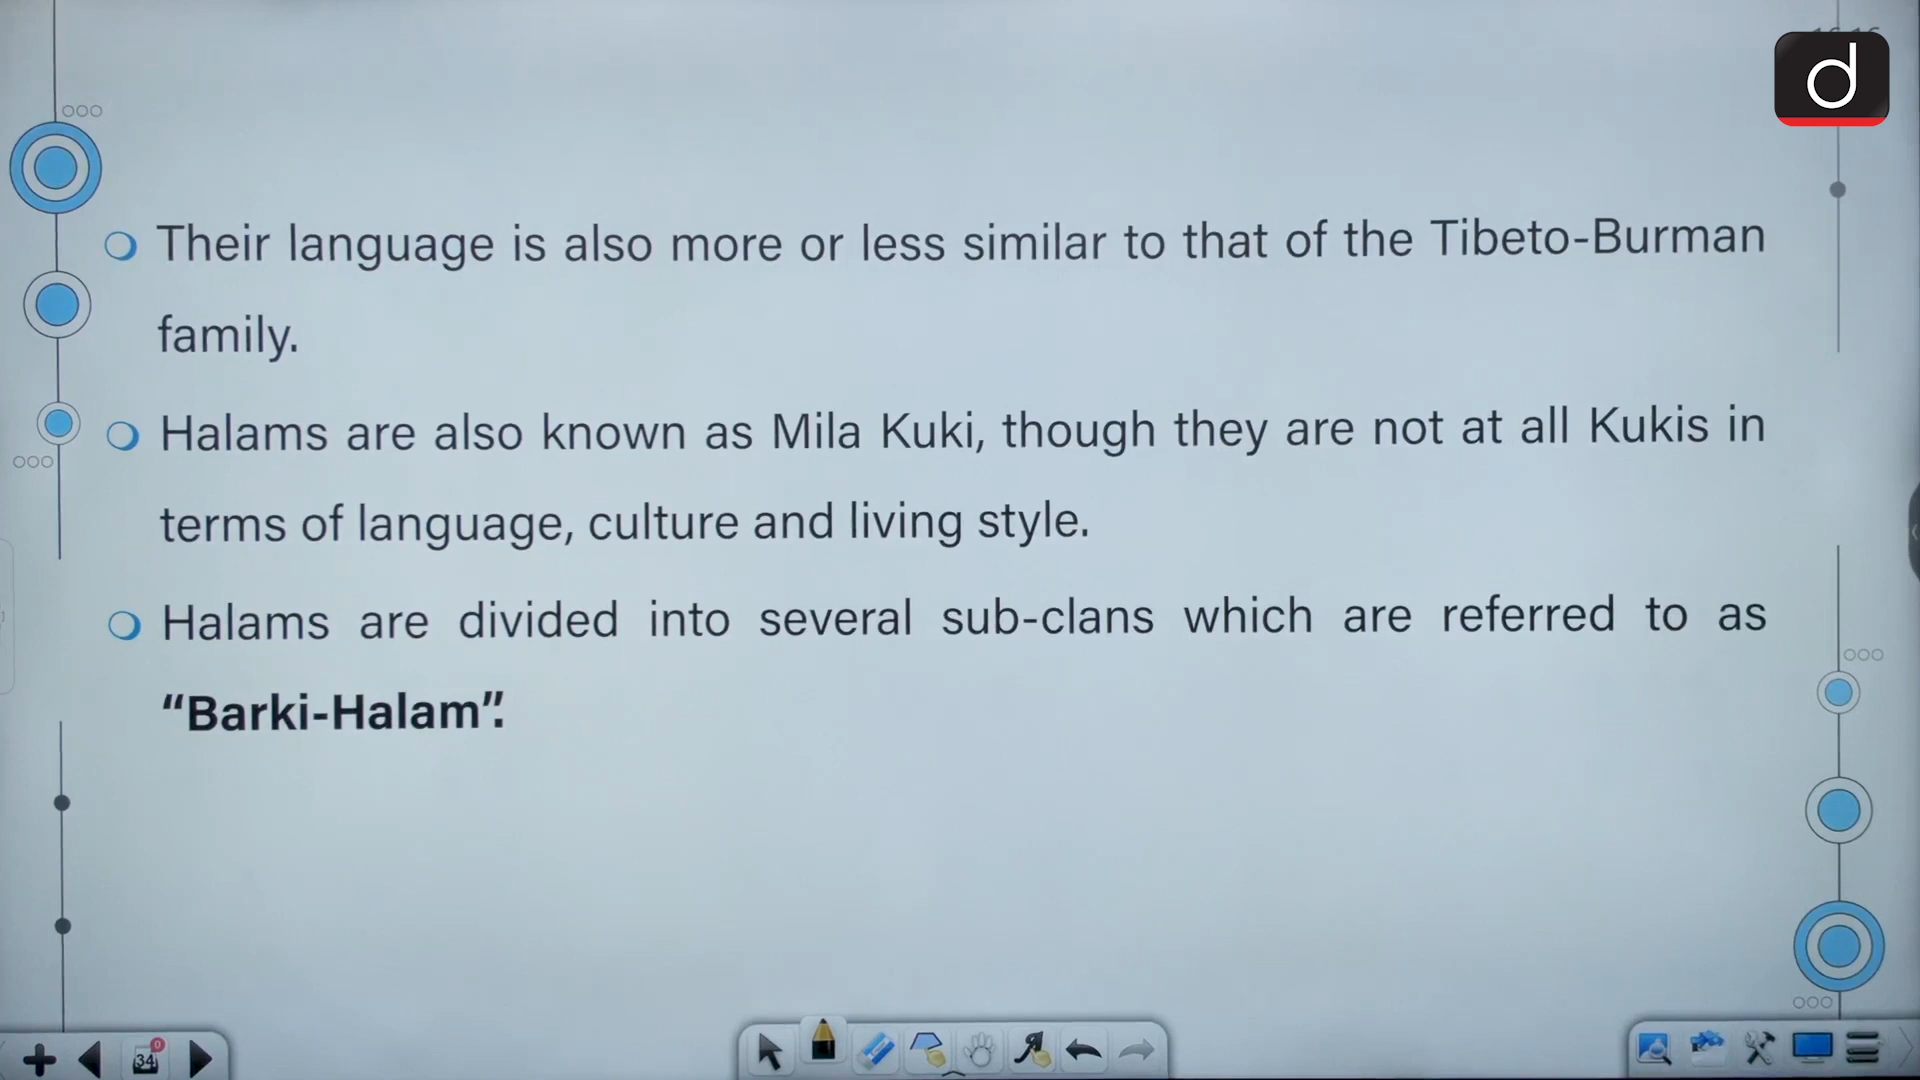 d
Their language is also more or less similar to that of the Tibeto-Burman
family.
Halams are also known as Mila Kuki, though they are not at all Kukis in
terms of language, culture and living style.
Halams are divided into several sub-clans which are referred to as
“Barki-Halam”.
34
0